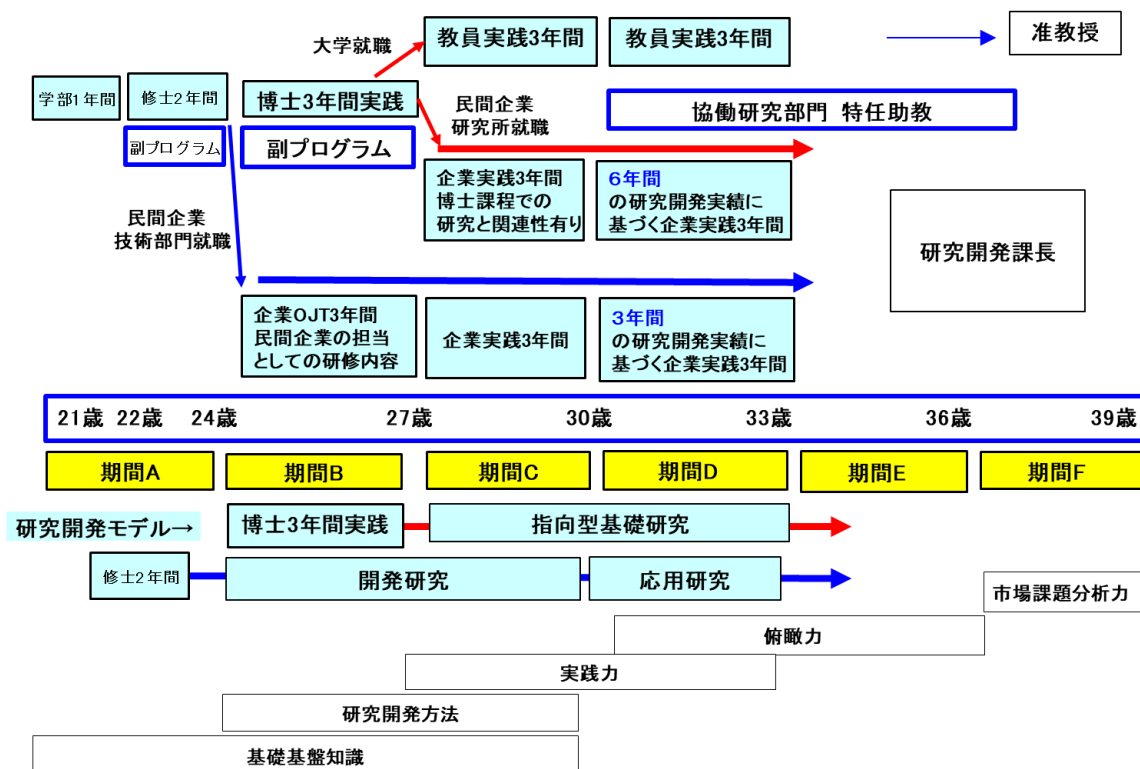 大学就職
教員実践3年間
教員実践3年間
准教授
学部1年間
修士2年間
博士3年間実践
民間企業
研究所就職
協働研究部門 特任助教
副プログラム
副プログラム
企業実践3年間
博士課程での
研究と関連性有り
６年間
の研究開発実績に
基づく企業実践3年間
民間企業
技術部門就職
研究開発課長
企業OJT3年間
民間企業の担当
としての研修内容
企業実践3年間
３年間
の研究開発実績に
基づく企業実践3年間
21歳 22歳 24歳 27歳 30歳 33歳 36歳 39歳
期間A 期間B 期間C 期間D 期間E 期間F
研究開発モデル→
博士3年間実践
指向型基礎研究
修士2年間
開発研究
応用研究
市場課題分析力
俯瞰力
実践力
研究開発方法
基礎基盤知識